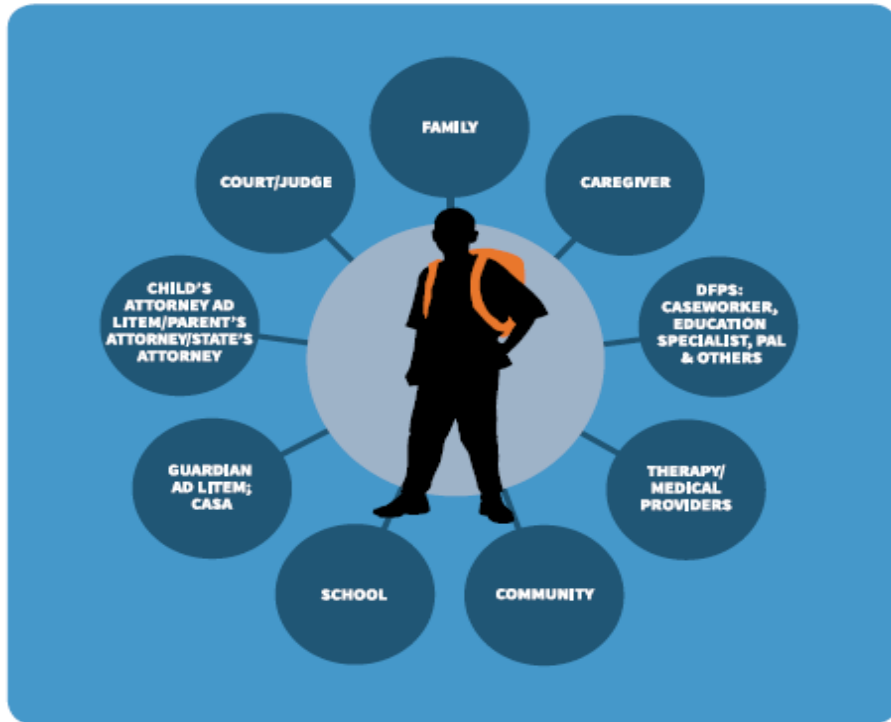 FAMILY
COURT/JUDGE
CAREGIVER
CHILD'S
ATTORNEY AD
LITEM/PARENT'S
ATTORNEY/STATE'S
ATTORNEY
DFPS:
CASEWORKER,
EDUCATION
SPECIALIST, PAL
& OTHERS
GUARDIAN
AD LITEM;
CASA
THERAPY/
MEDICAL
PROVIDERS
SCHOOL
COMMUNITY